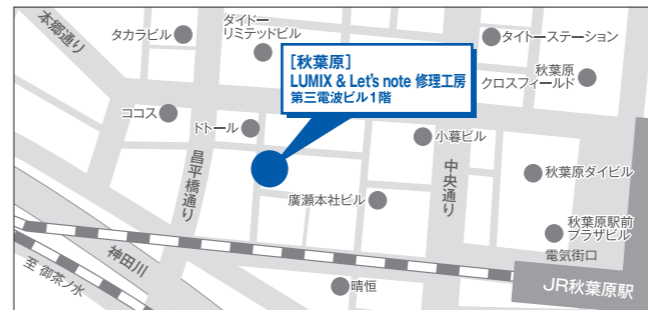 本郷通り
タカラビル
ダイドー
リミテッドビル
タイトーステーション
[秋葉原]
LUMIX & Let's note 修理工房
第三電波ビル1階
秋葉原
クロスフィールド
ココス
ドトール
小暮ビル
昌平橋通り
中央通り
秋葉原ダイビル
廣瀬本社ビル
秋葉原駅前
プラザビル
電気街口
神田川
至 御茶ノ水
晴恒
JR秋葉原駅